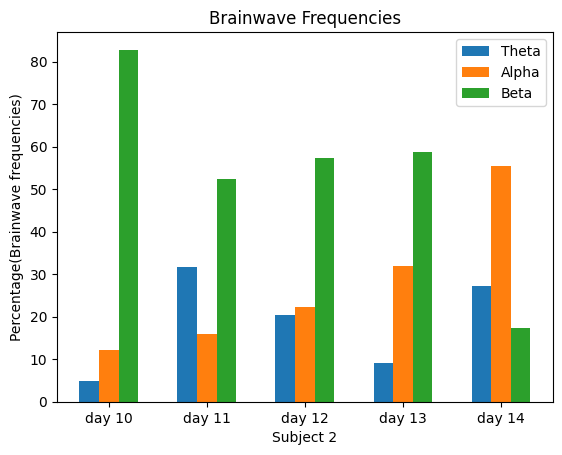 Brainwave Frequencies
Theta
Alpha
Beta
Percentage(Brainwave frequencies)
80
70
60
50
40
30
20
10
0
day 10 day 11 day 12 day 13 day 14
Subject 2